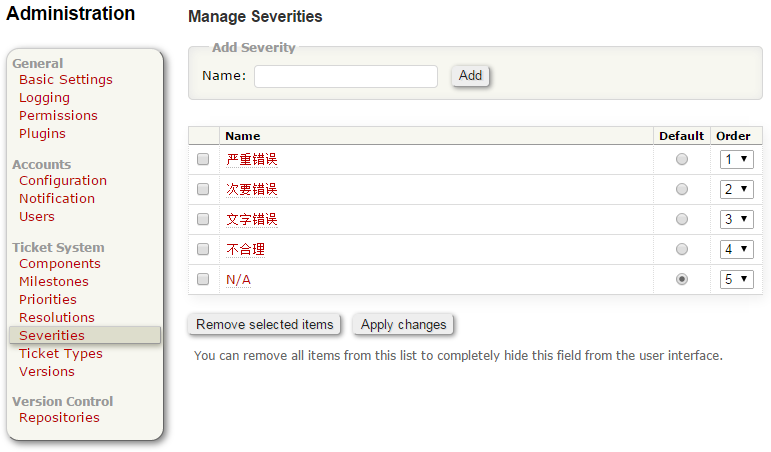 Administration
General
Basic Settings
Logging
Permissions
Plugins
Accounts
Configuration
Notification
Users
Ticket System
Components
Milestones
Priorities
Resolutions
Severities
Ticket Types
Versions
Version Control
Repositories
Manage Severities
Add Severity
Name: Add
Name Default Order
严重错误 1
次要错误 2
文字错误 3
不合理 4
N/A 5
Remove selected items Apply changes
You can remove all items from this list to completely hide this field from the user interface.